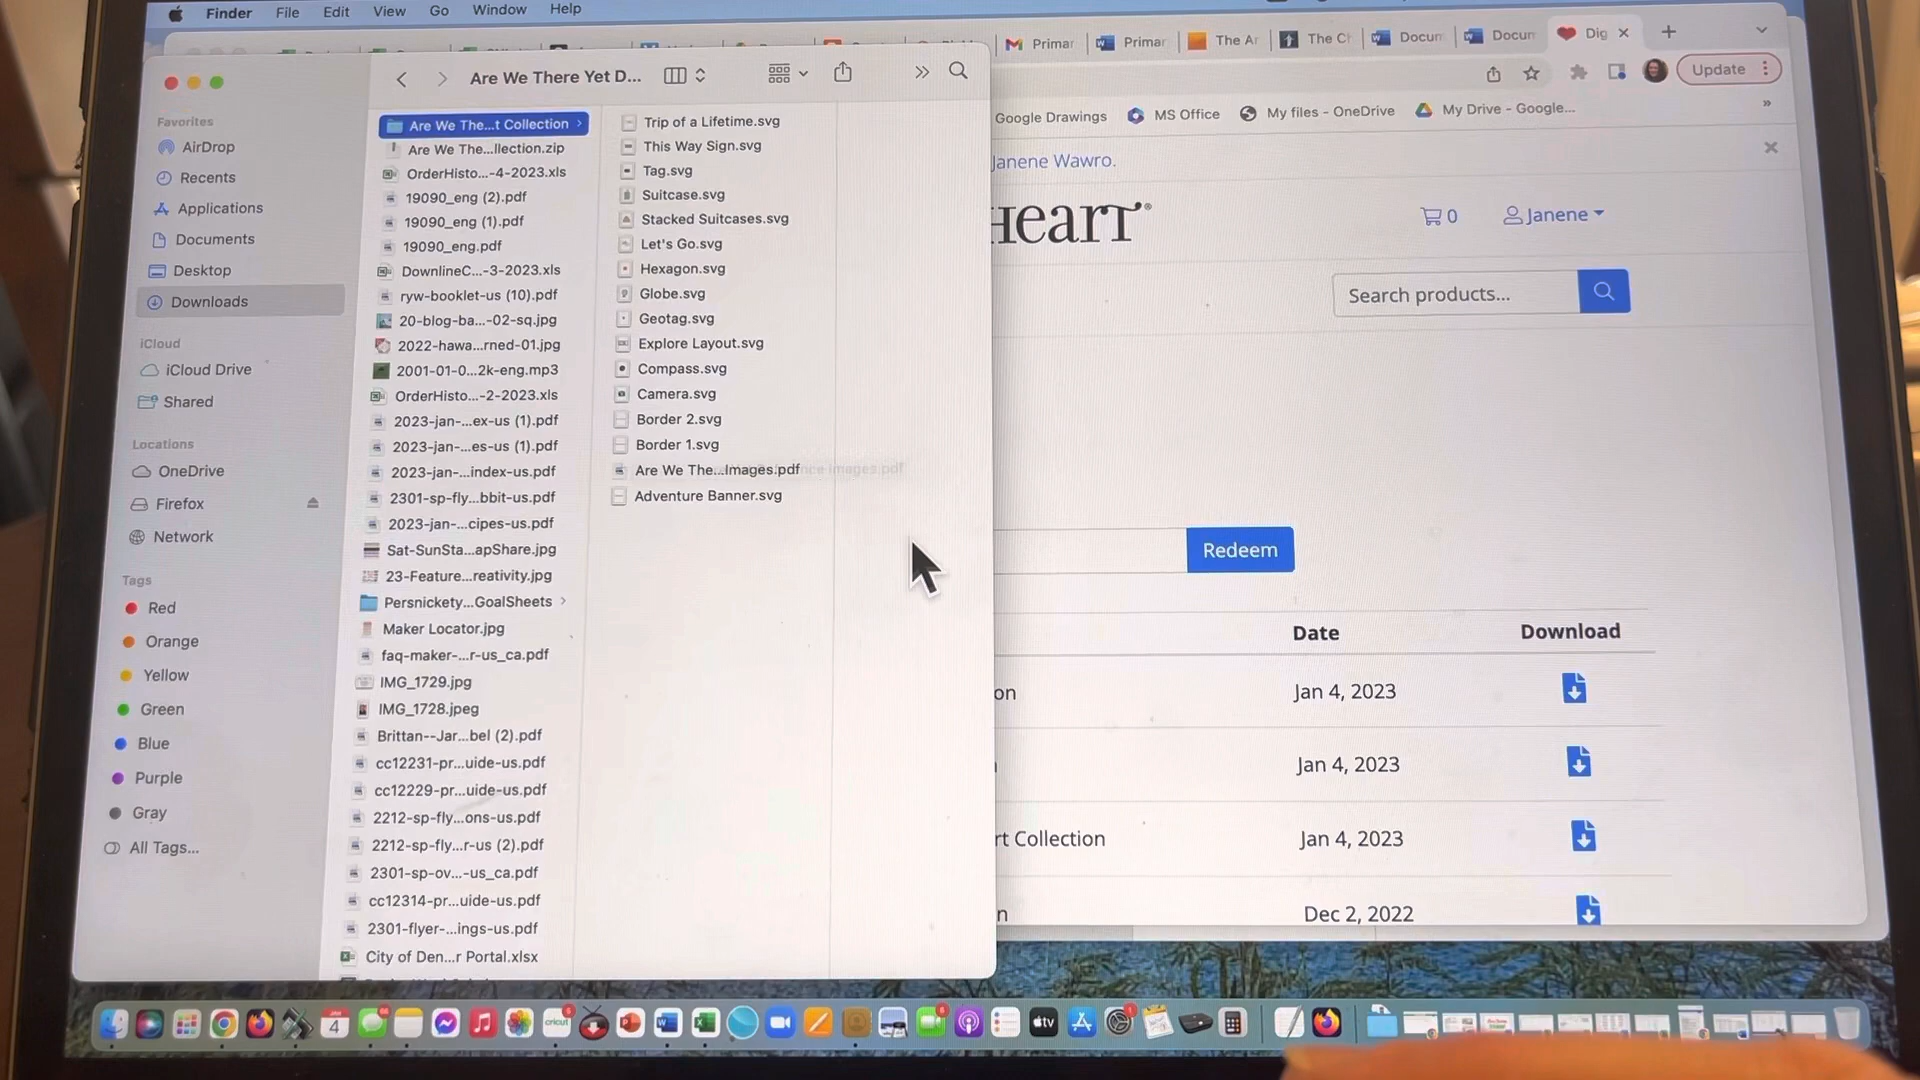 Finder File Edit View Go Window Help
Primar
Primar
The Ar
The Ch
Docum
Docum
Dig
Are We There Yet D...
Update
Google Drawings
MS Office
My files - OneDrive
My Drive - Google...
Janene Wawro.
Heart®
0
Janene
Search products...
Redeem
Date
Download
on
Jan 4, 2023
Jan 4, 2023
rt Collection
Jan 4, 2023
n
Dec 2, 2022
Favorites
AirDrop
Recents
Applications
Documents
Desktop
Downloads
iCloud
iCloud Drive
Shared
Locations
OneDrive
Firefox
Network
Tags
Red
Orange
Yellow
Green
Blue
Purple
Gray
All Tags...
Are We The...t Collection
Are We The...llection.zip
OrderHisto...-4-2023.xls
19090_eng (2).pdf
19090_eng (1).pdf
19090_eng.pdf
DownlineC...-3-2023.xls
ryw-booklet-us (10).pdf
20-blog-ba...-02-sq.jpg
2022-hawa...rned-01.jpg
2001-01-0...2k-eng.mp3
OrderHisto...-2-2023.xls
2023-jan-...ex-us (1).pdf
2023-jan-...es-us (1).pdf
2023-jan-...index-us.pdf
2301-sp-fly...bbit-us.pdf
2023-jan-...cipes-us.pdf
Sat-SunSta...apShare.jpg
23-Feature...reativity.jpg
Persnickety...GoalSheets
Maker Locator.jpg
faq-maker-...r-us_ca.pdf
IMG_1729.jpg
IMG_1728.jpeg
Brittan--Jar...bel (2).pdf
cc12231-pr...uide-us.pdf
cc12229-pr...uide-us.pdf
2212-sp-fly...ons-us.pdf
2212-sp-fly...r-us (2).pdf
2301-sp-ov...-us_ca.pdf
cc12314-pr...uide-us.pdf
2301-flyer-...ings-us.pdf
City of Den...r Portal.xlsx
Trip of a Lifetime.svg
This Way Sign.svg
Tag.svg
Suitcase.svg
Stacked Suitcases.svg
Let's Go.svg
Hexagon.svg
Globe.svg
Geotag.svg
Explore Layout.svg
Compass.svg
Camera.svg
Border 2.svg
Border 1.svg
Are We The...Images.pdf
Adventure Banner.svg
JAN
4
cricut
tv